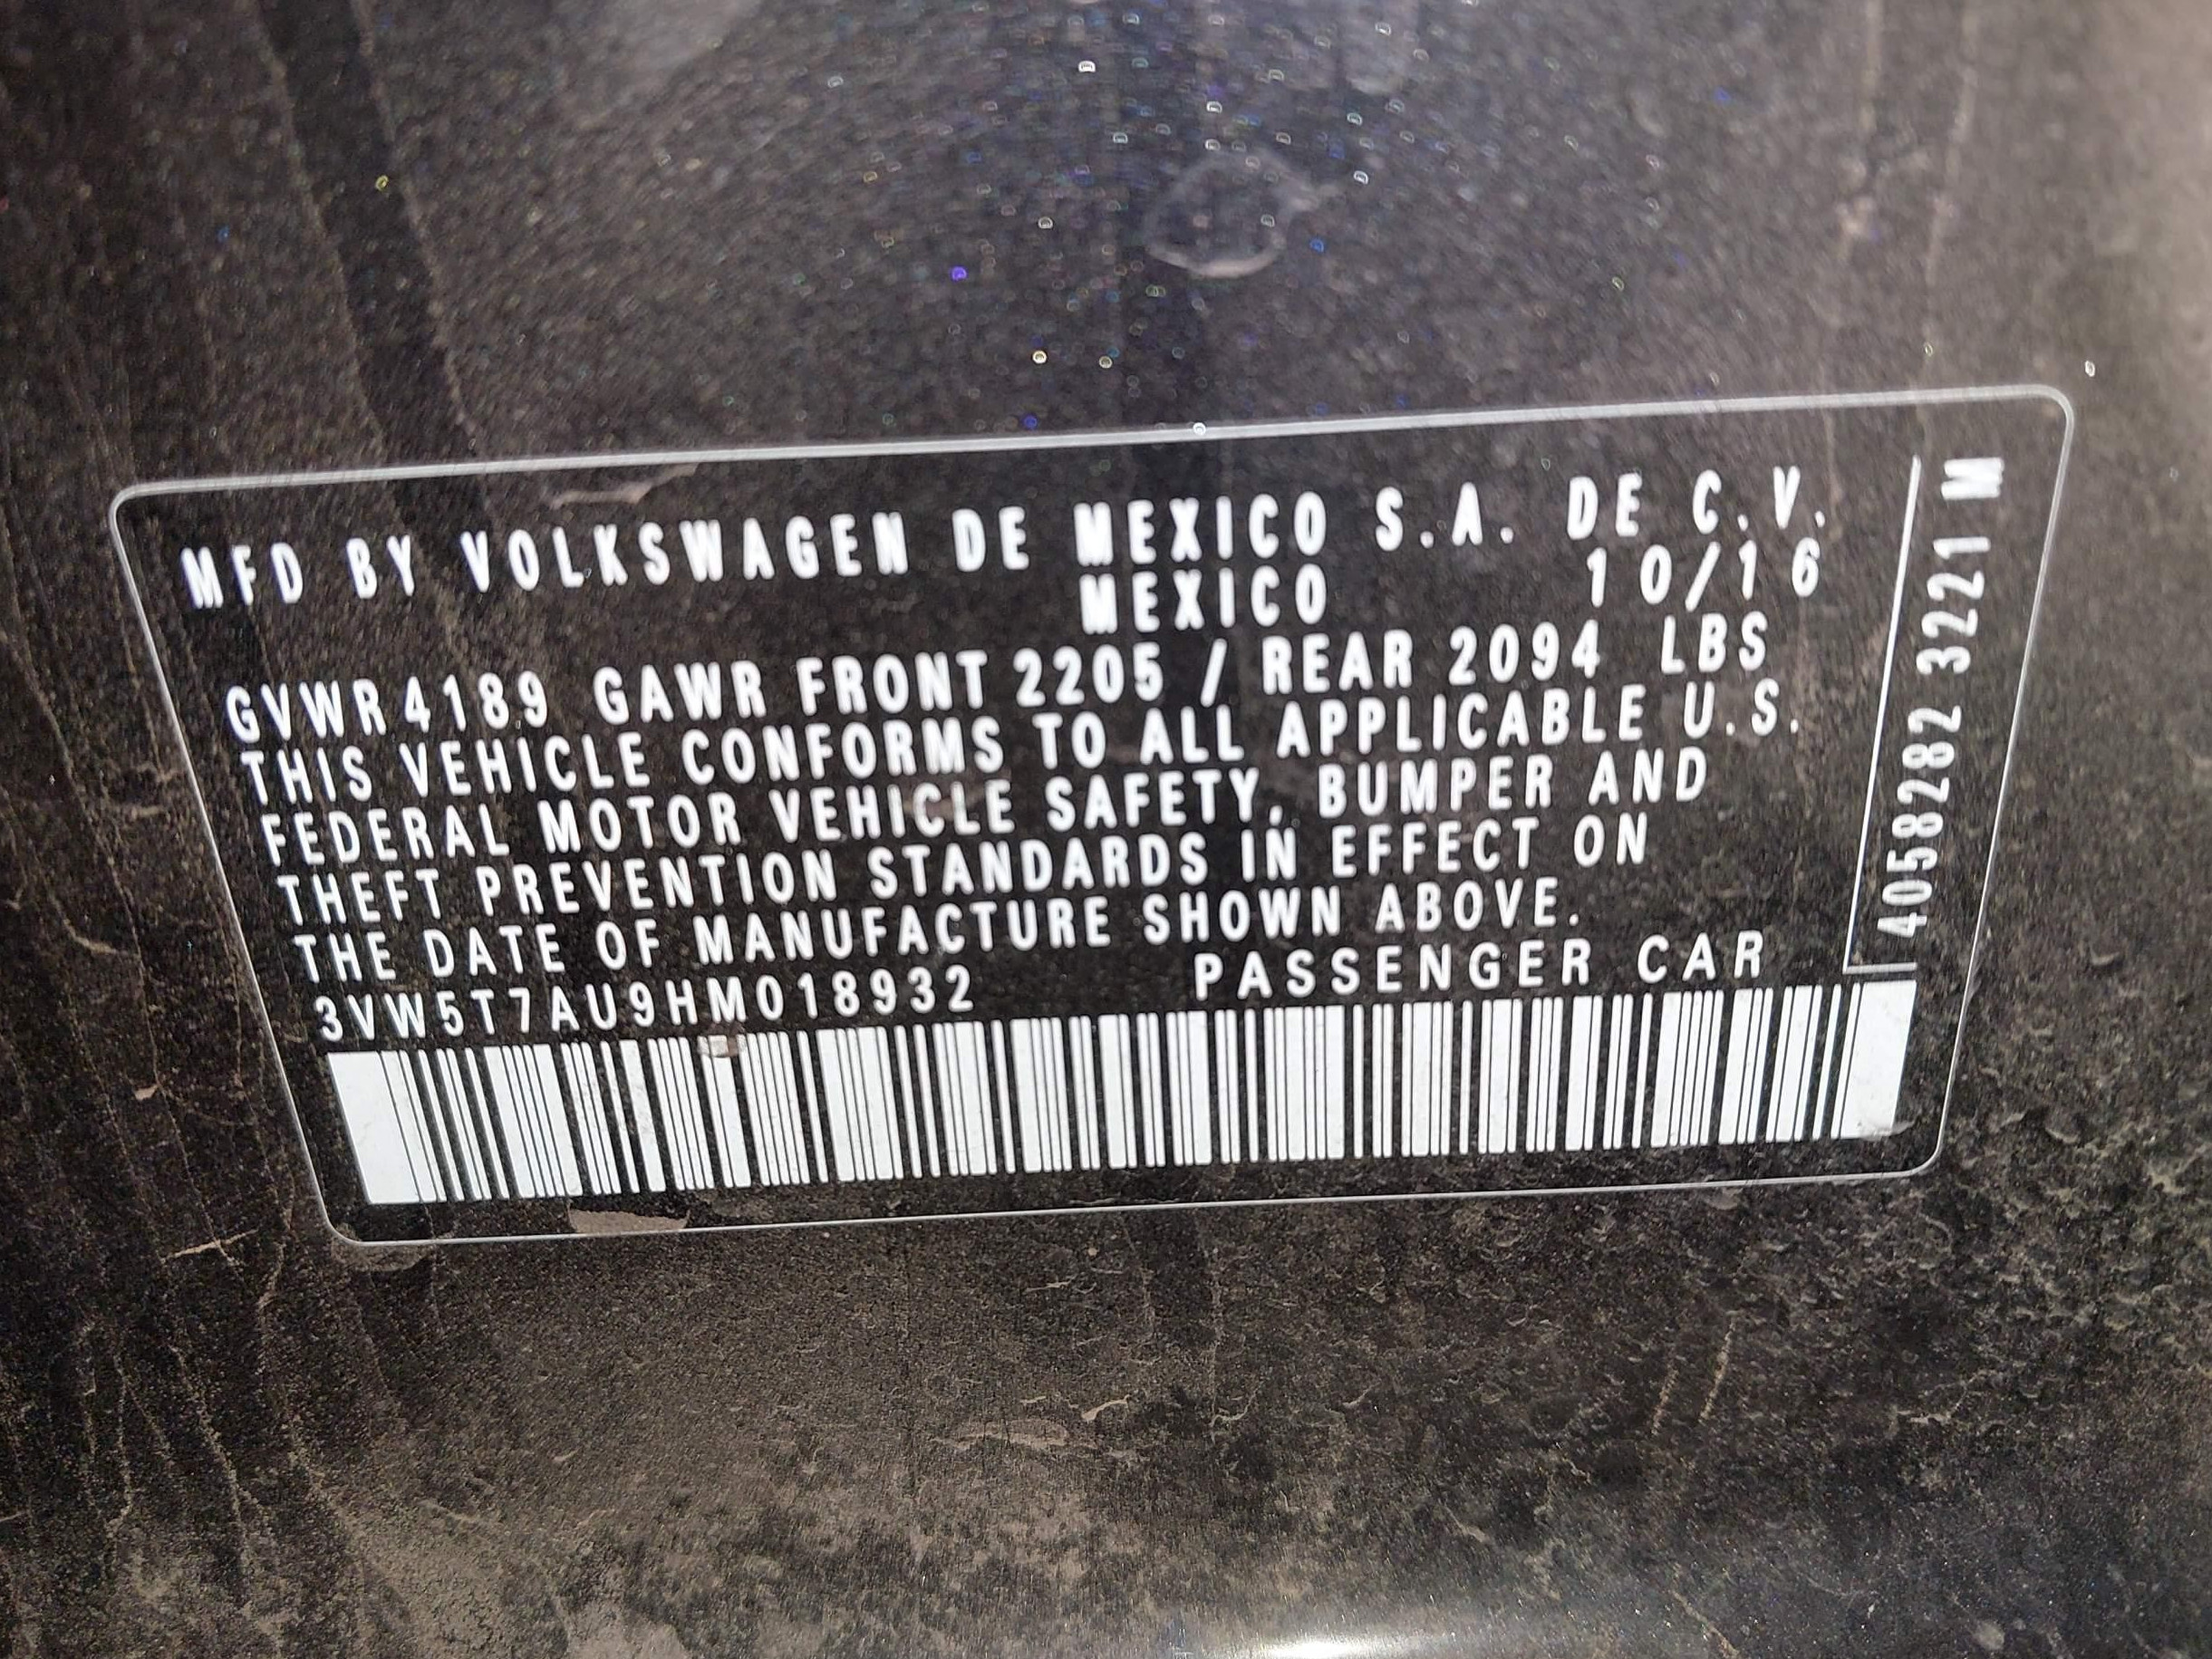 MFD BY VOLKSWAGEN DE MEXICO S.A. DE C.V.
MEXICO 10/16
GVWR 4189 GAWR FRONT 2205 / REAR 2094 LBS
THIS VEHICLE CONFORMS TO ALL APPLICABLE U.S.
FEDERAL MOTOR VEHICLE SAFETY, BUMPER AND
THEFT PREVENTION STANDARDS IN EFFECT ON
THE DATE OF MANUFACTURE SHOWN ABOVE.
3VW5T7AU9HM018932 PASSENGER CAR
4058282 3221 M